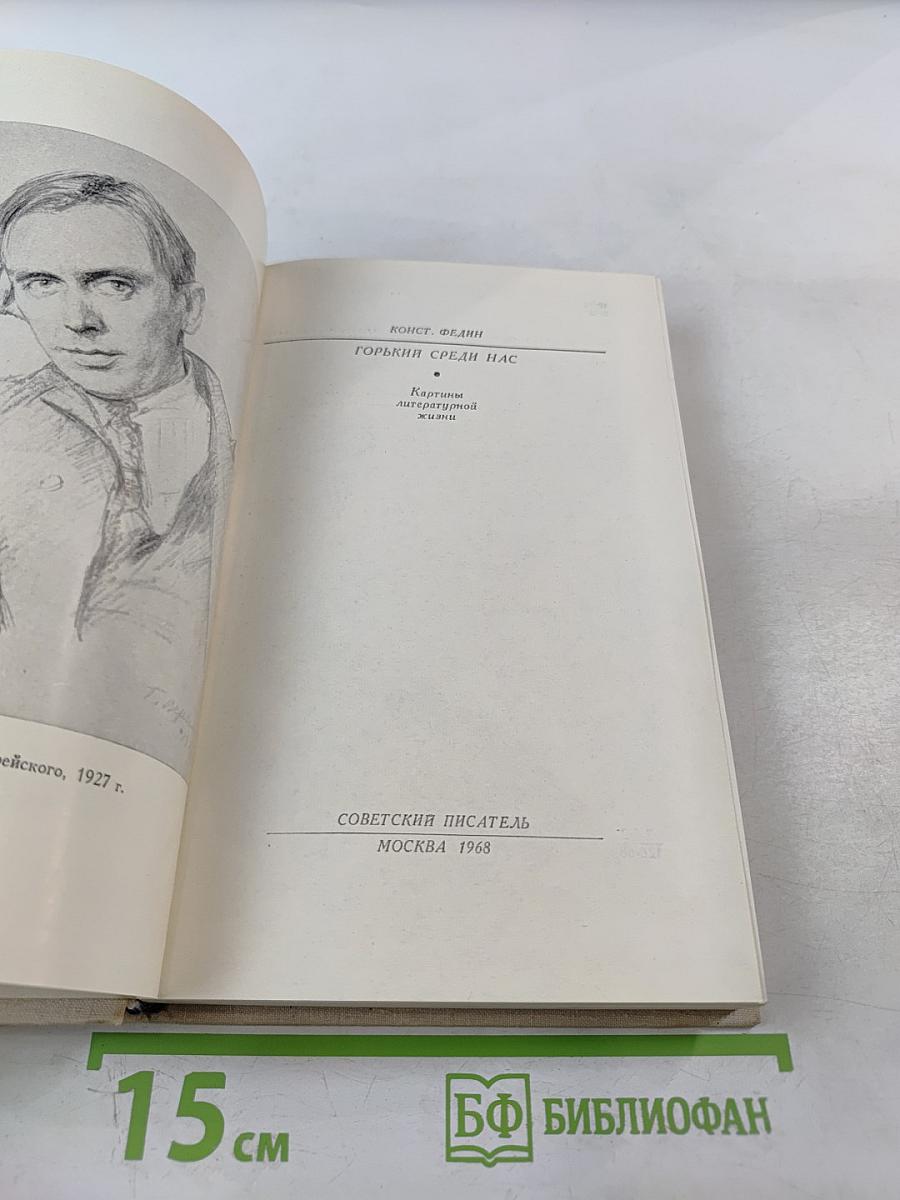 КОНСТ. ФЕДИН
ГОРЬКИЙ СРЕДИ НАС
Картины
литературной
жизни
рейского, 1927 г.
СОВЕТСКИЙ ПИСАТЕЛЬ
МОСКВА 1968
15 см
БФ БИБЛИОФАН